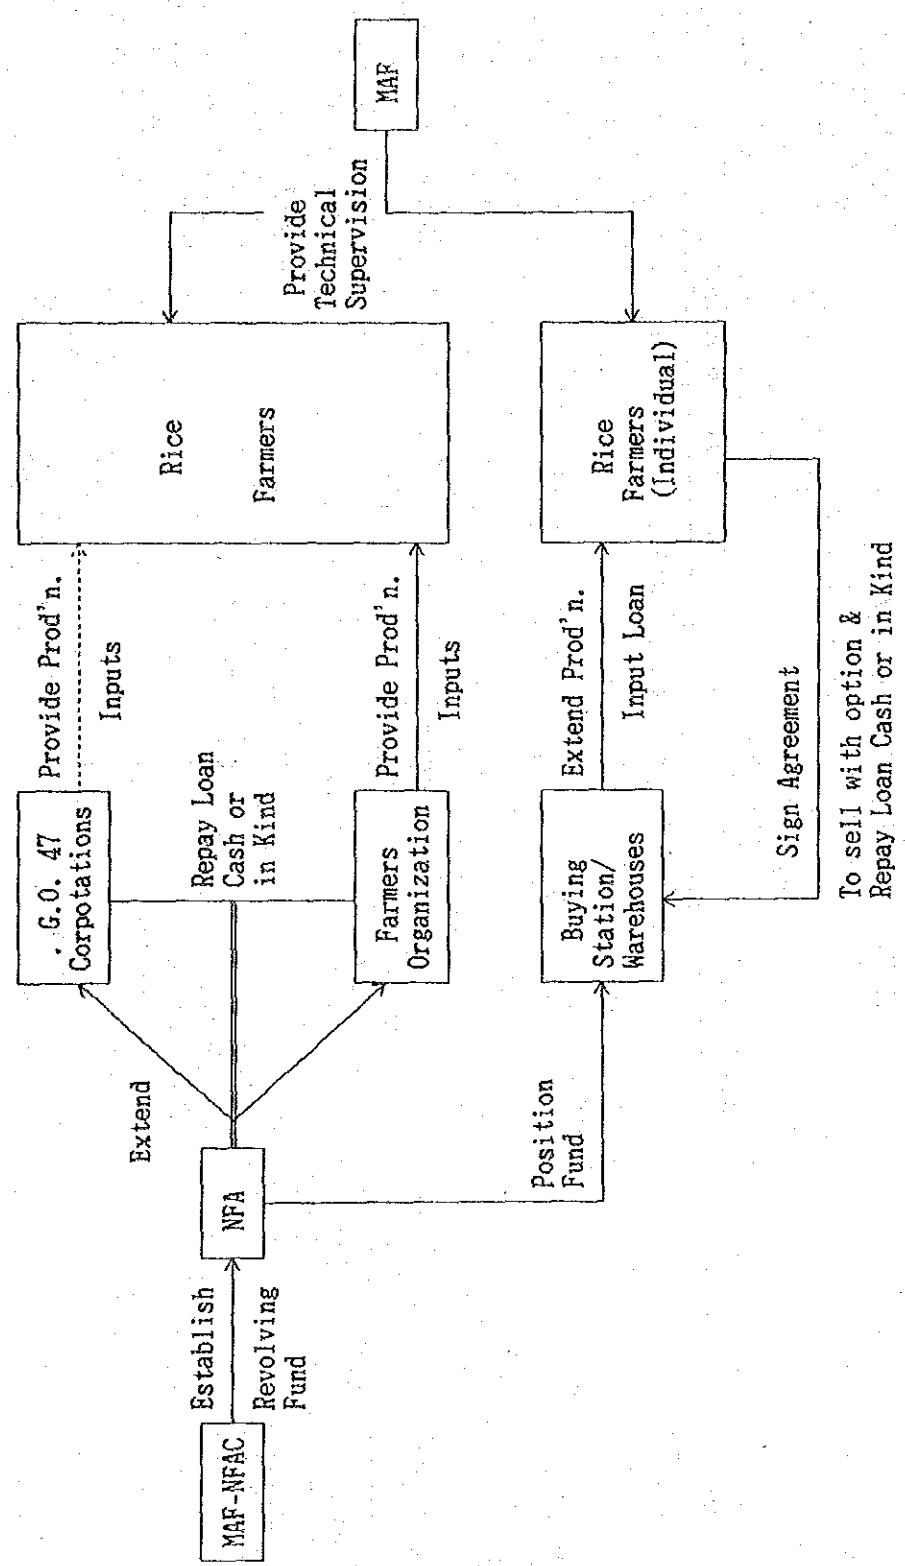 MAF-NFAC
Establish
Revolving
Fund
NFA
Extend
Position
Fund
. G.O. 47
Corpotations
Repay Loan
Cash or
in Kind
Farmers
Organization
Buying
Station/
Warehouses
Provide Prod'n.
Inputs
Provide Prod'n.
Inputs
Extend Prod'n.
Input Loan
Sign Agreement
To sell with option &
Repay Loan Cash or in Kind
Rice
Farmers
Rice
Farmers
(Individual)
Provide
Technical
Supervision
MAF